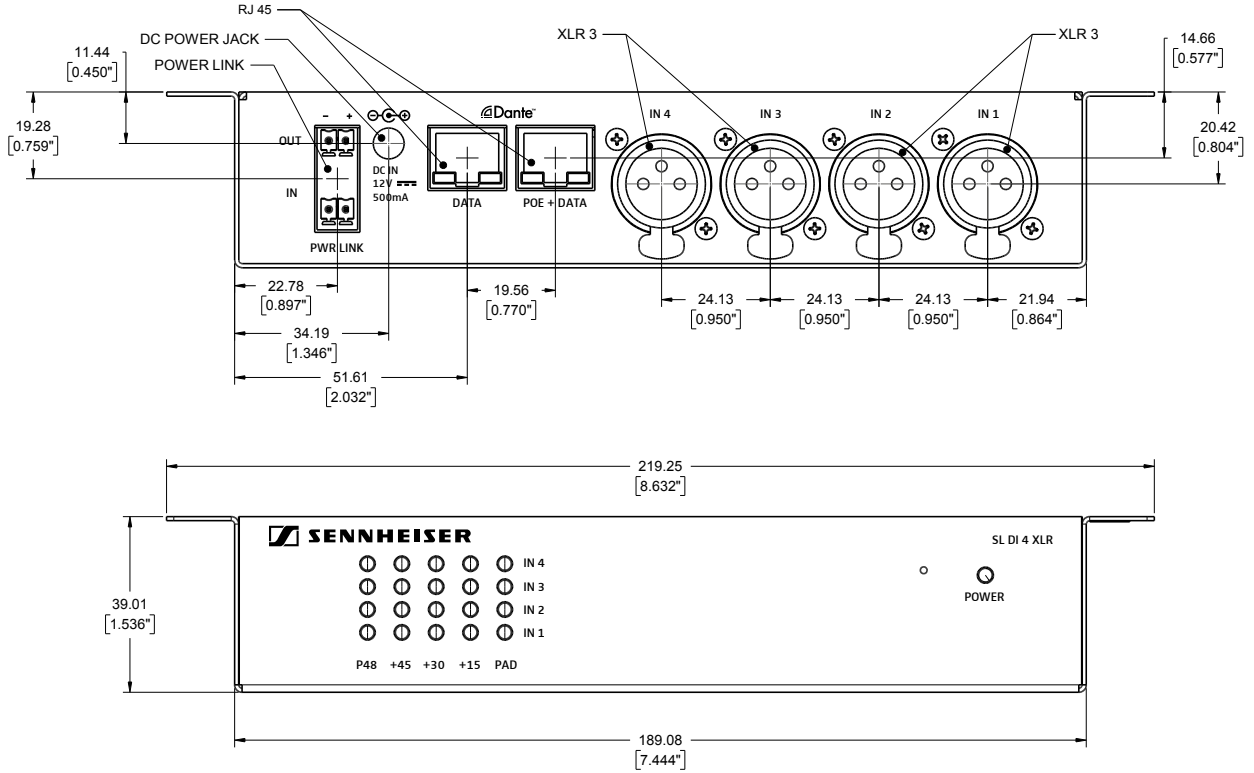 RJ 45
DC POWER JACK
POWER LINK
XLR 3
XLR 3
11.44
[0.450"]
14.66
[0.577"]
19.28
[0.759"]
20.42
[0.804"]
- +
OUT
IN
PWR LINK
DC IN
12V
500mA
Dante™
DATA
POE + DATA
IN 4
IN 3
IN 2
IN 1
22.78
[0.897"]
19.56
[0.770"]
24.13
[0.950"]
24.13
[0.950"]
24.13
[0.950"]
21.94
[0.864"]
34.19
[1.346"]
51.61
[2.032"]
219.25
[8.632"]
SENNHEISER
SL DI 4 XLR
IN 4
IN 3
IN 2
IN 1
P48 +45 +30 +15 PAD
POWER
39.01
[1.536"]
189.08
[7.444"]